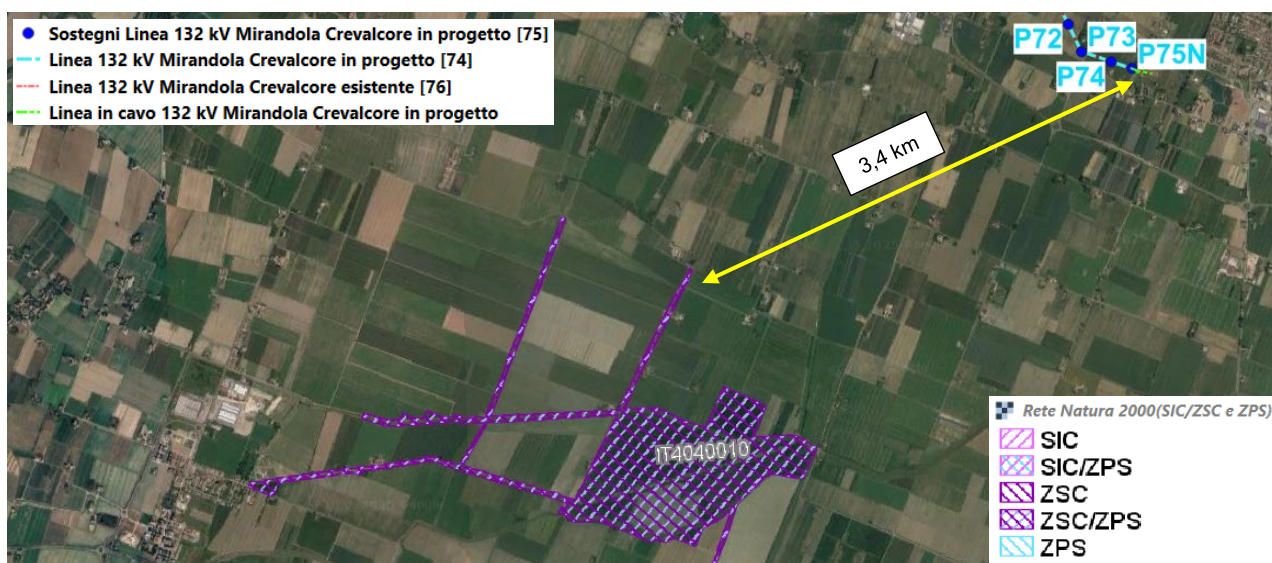 Sostegni Linea 132 kV Mirandola Crevalcore in progetto [75]
Linea 132 kV Mirandola Crevalcore in progetto [74]
Linea 132 kV Mirandola Crevalcore esistente [76]
Linea in cavo 132 kV Mirandola Crevalcore in progetto
P72
P73
P75N
P74
3,4 km
IT4040010
Rete Natura 2000(SIC/ZSC e ZPS)
SIC
SIC/ZPS
ZSC
ZSC/ZPS
ZPS